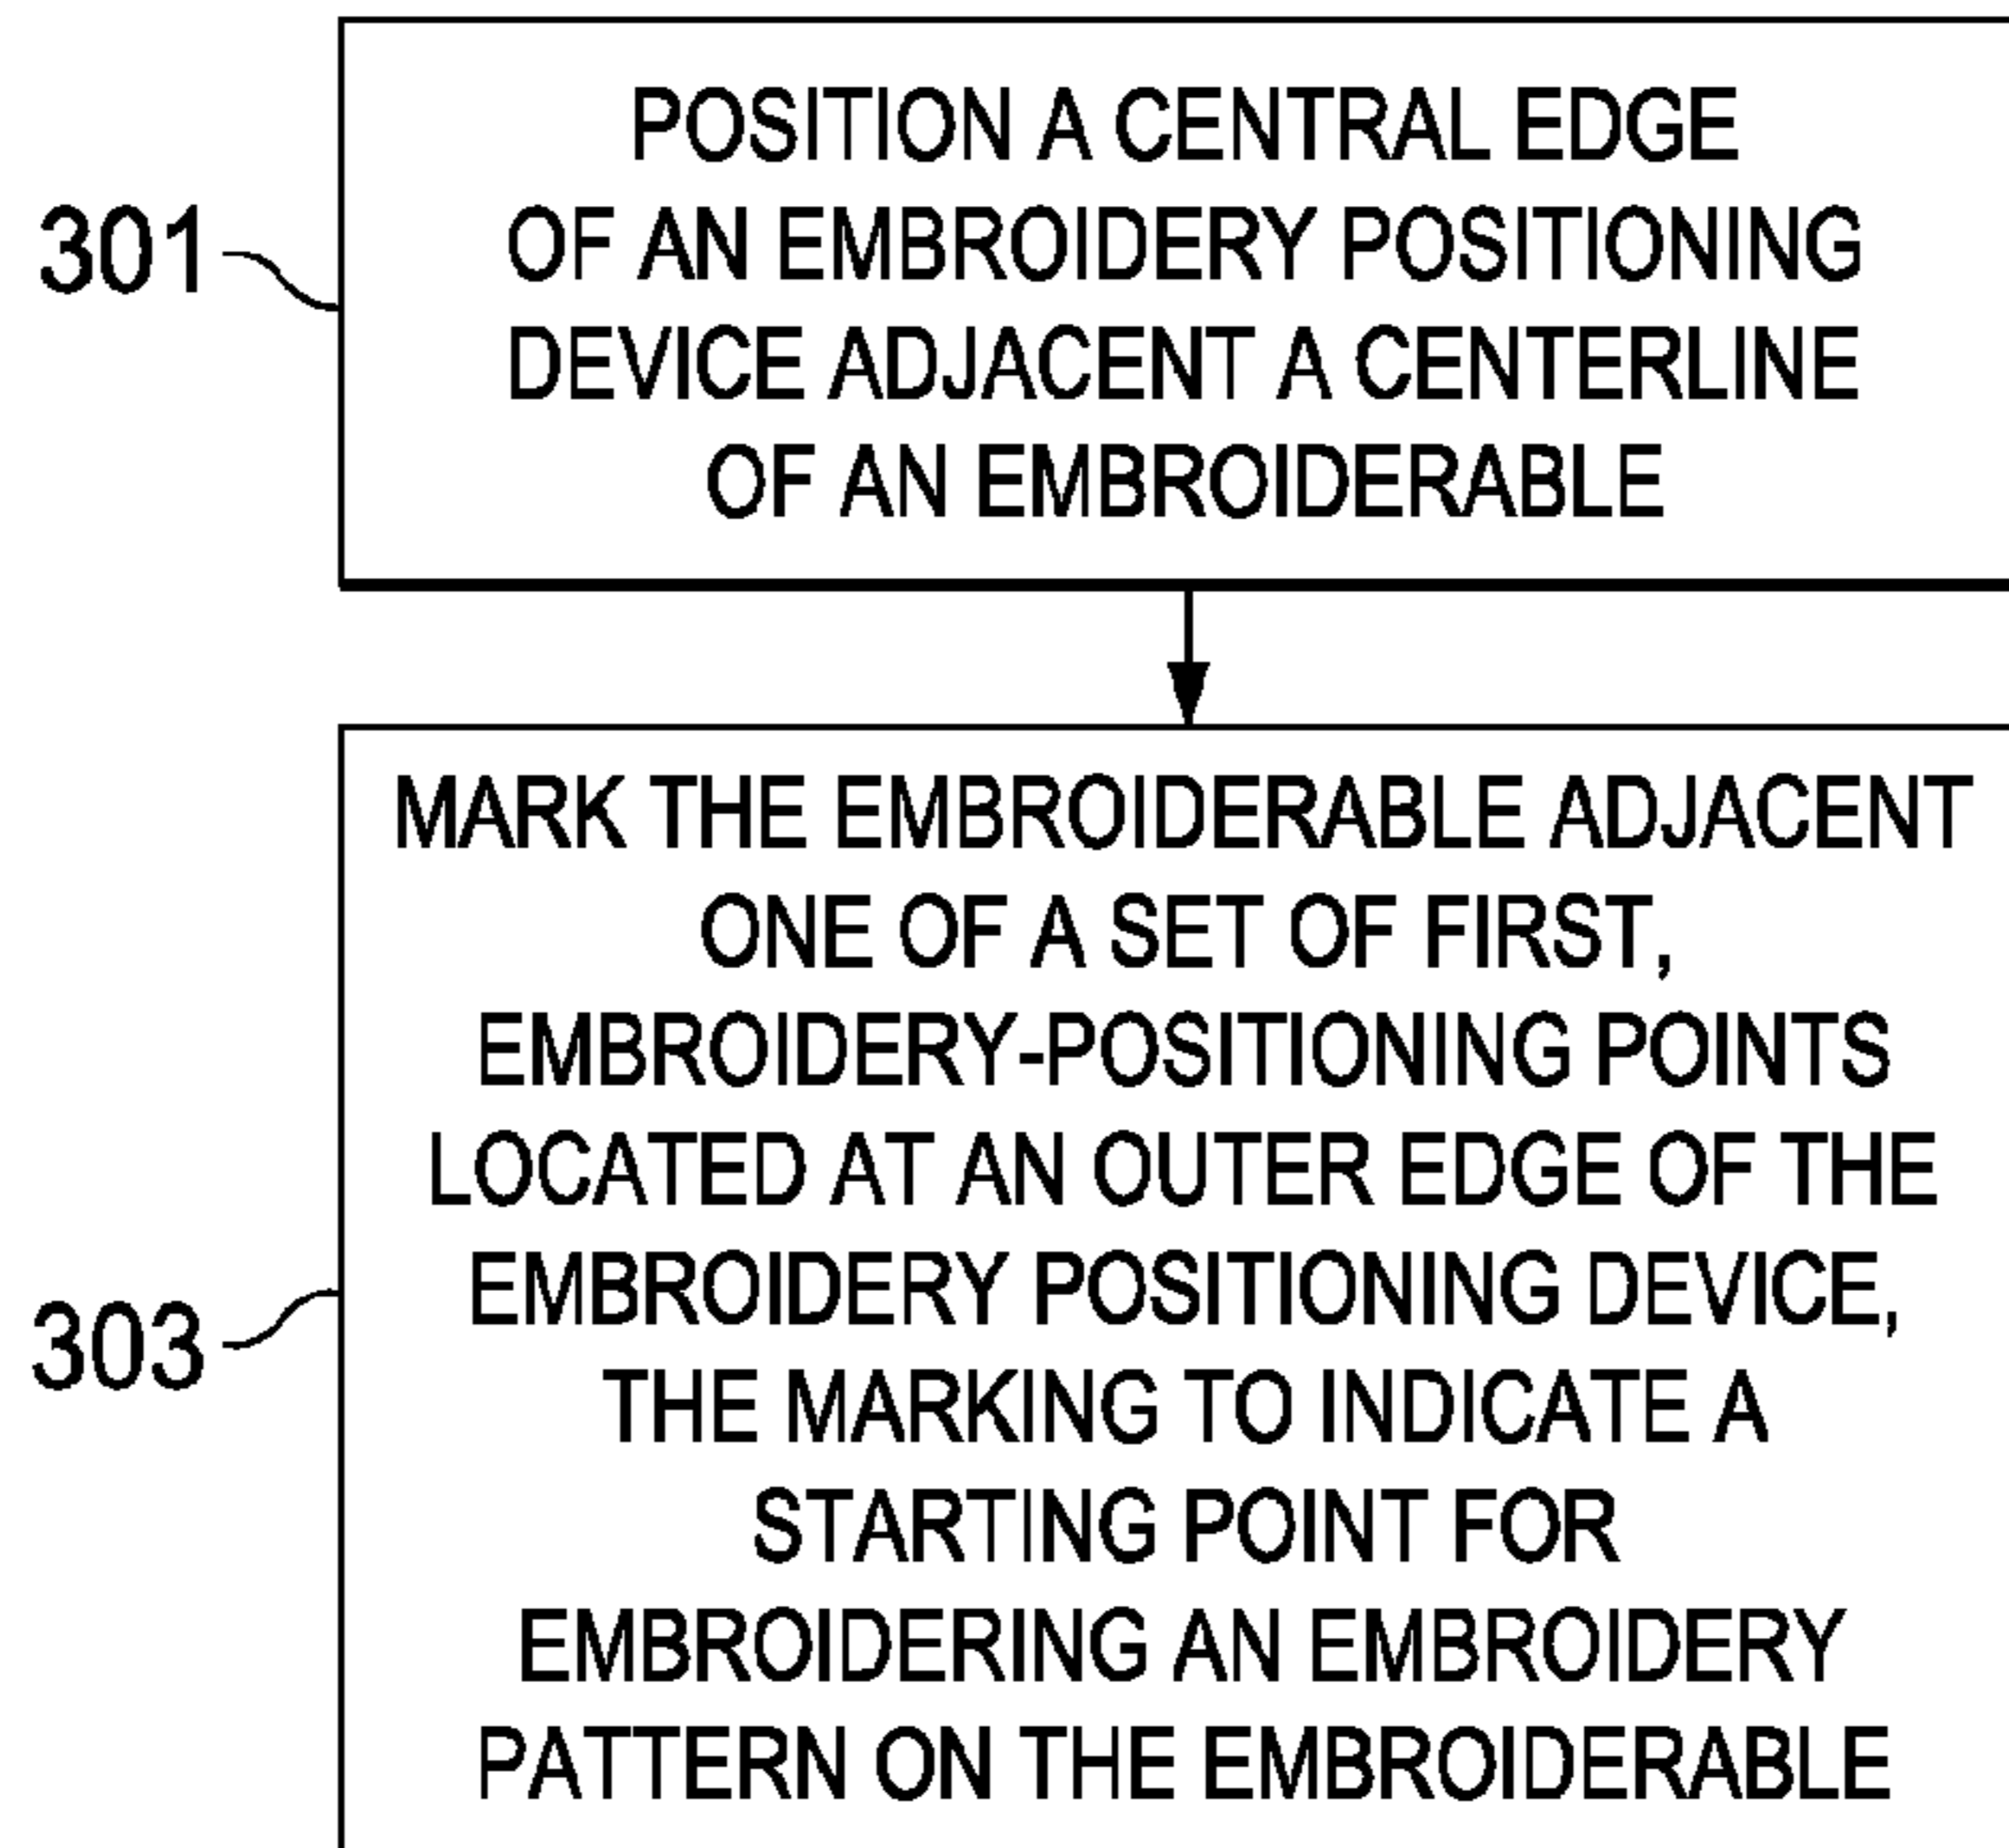 POSITION A CENTRAL EDGE
OF AN EMBROIDERY POSITIONING
DEVICE ADJACENT A CENTERLINE
OF AN EMBROIDERABLE
301
MARK THE EMBROIDERABLE ADJACENT
ONE OF A SET OF FIRST,
EMBROIDERY-POSITIONING POINTS
LOCATED AT AN OUTER EDGE OF THE
EMBROIDERY POSITIONING DEVICE,
THE MARKING TO INDICATE A
STARTING POINT FOR
EMBROIDERING AN EMBROIDERY
PATTERN ON THE EMBROIDERABLE
303